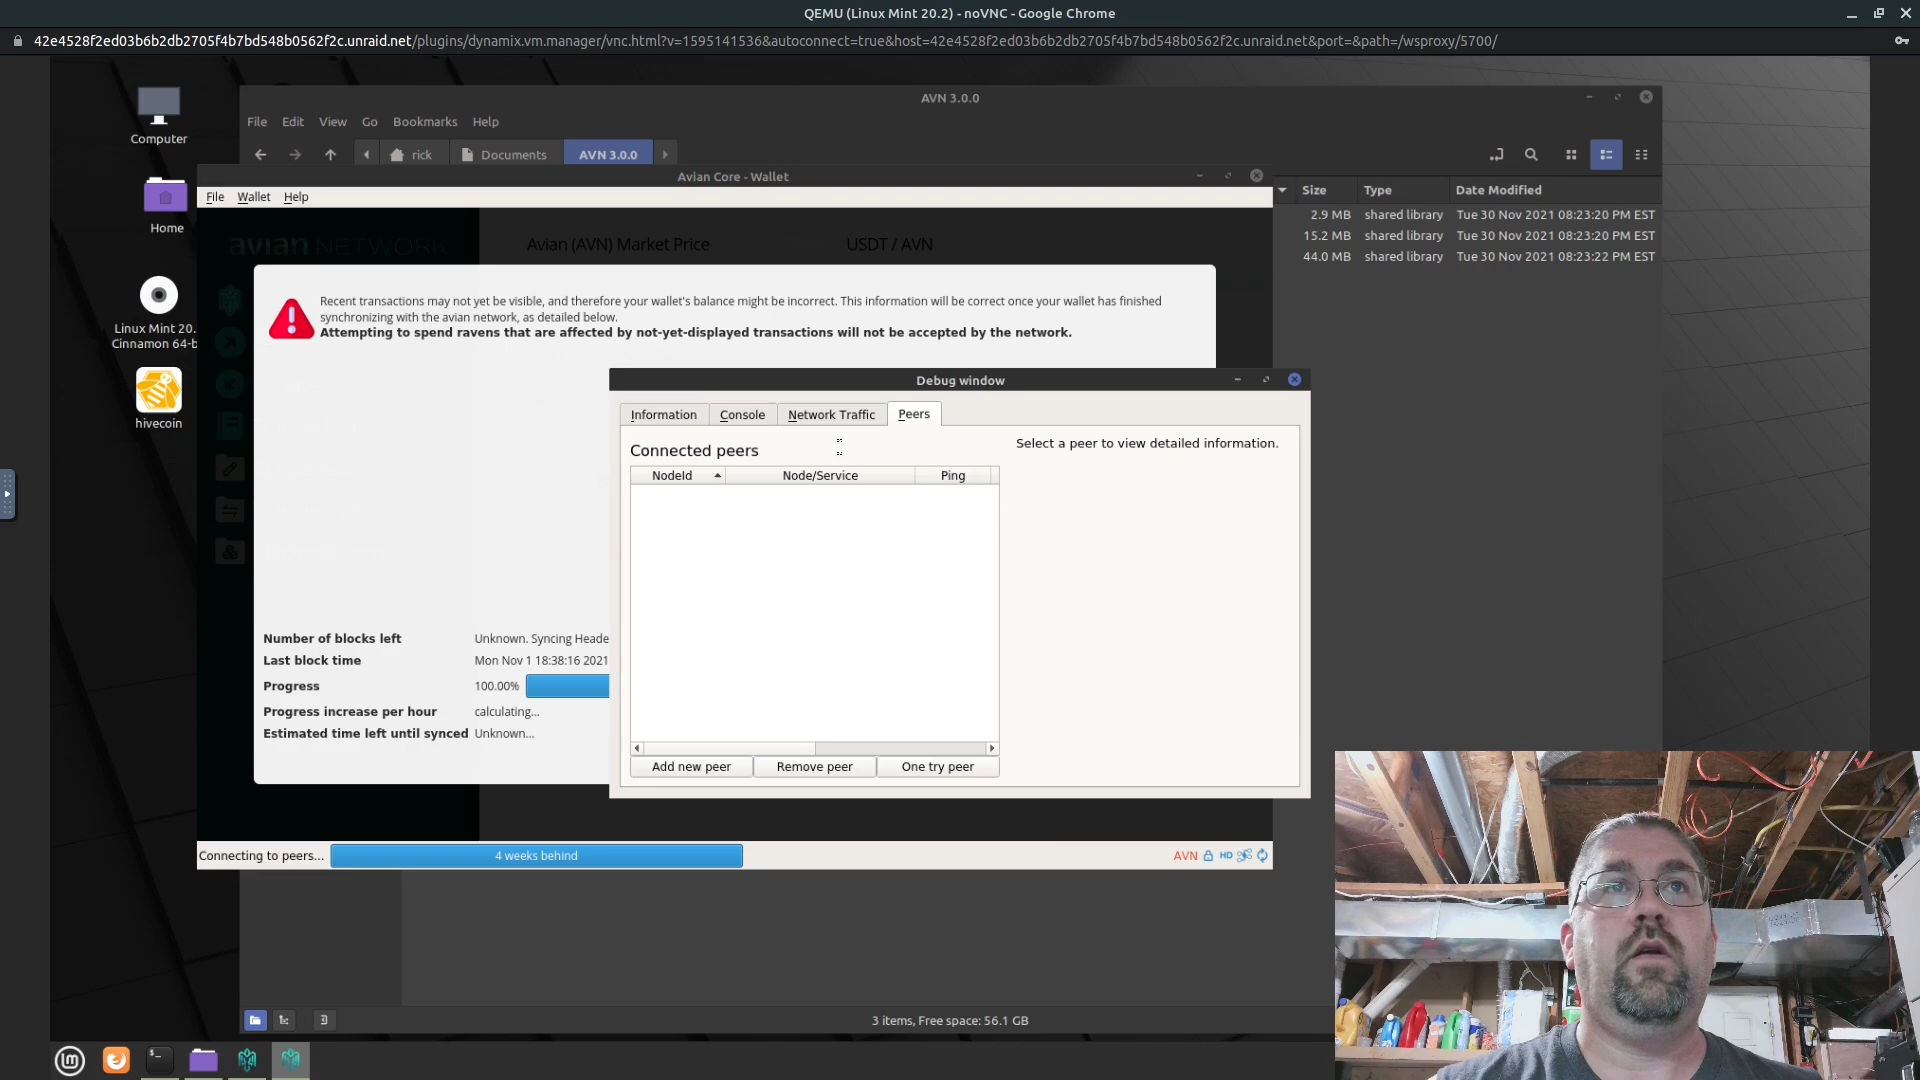 QEMU (Linux Mint 20.2) - noVNC - Google Chrome
42e4528f2ed03b6b2db2705f4b7bd548b0562f2c.unraid.net/plugins/dynamix.vm.manager/vnc.html?v=1595141536&autoconnect=true&host=42e4528f2ed03b6b2db2705f4b7bd548b0562f2c.unraid.net&port=&path=/wsproxy/5700/
AVN 3.0.0
File Edit View Go Bookmarks Help
rick Documents AVN 3.0.0
Computer
Home
Linux Mint 20.
Cinnamon 64-b
hivecoin
Size Type Date Modified
2.9 MB shared library Tue 30 Nov 2021 08:23:20 PM EST
15.2 MB shared library Tue 30 Nov 2021 08:23:20 PM EST
44.0 MB shared library Tue 30 Nov 2021 08:23:22 PM EST
Avian Core - Wallet
File Wallet Help
avian NETWORK
Avian (AVN) Market Price USDT / AVN
Recent transactions may not yet be visible, and therefore your wallet's balance might be incorrect. This information will be correct once your wallet has finished
synchronizing with the avian network, as detailed below.
Attempting to spend ravens that are affected by not-yet-displayed transactions will not be accepted by the network.
Number of blocks left Unknown. Syncing Heade
Last block time Mon Nov 1 18:38:16 2021
Progress 100.00%
Progress increase per hour calculating...
Estimated time left until synced Unknown...
Debug window
Information Console Network Traffic Peers
Connected peers
Select a peer to view detailed information.
NodeId Node/Service Ping
Add new peer Remove peer One try peer
Connecting to peers... 4 weeks behind
AVN HD
3 items, Free space: 56.1 GB